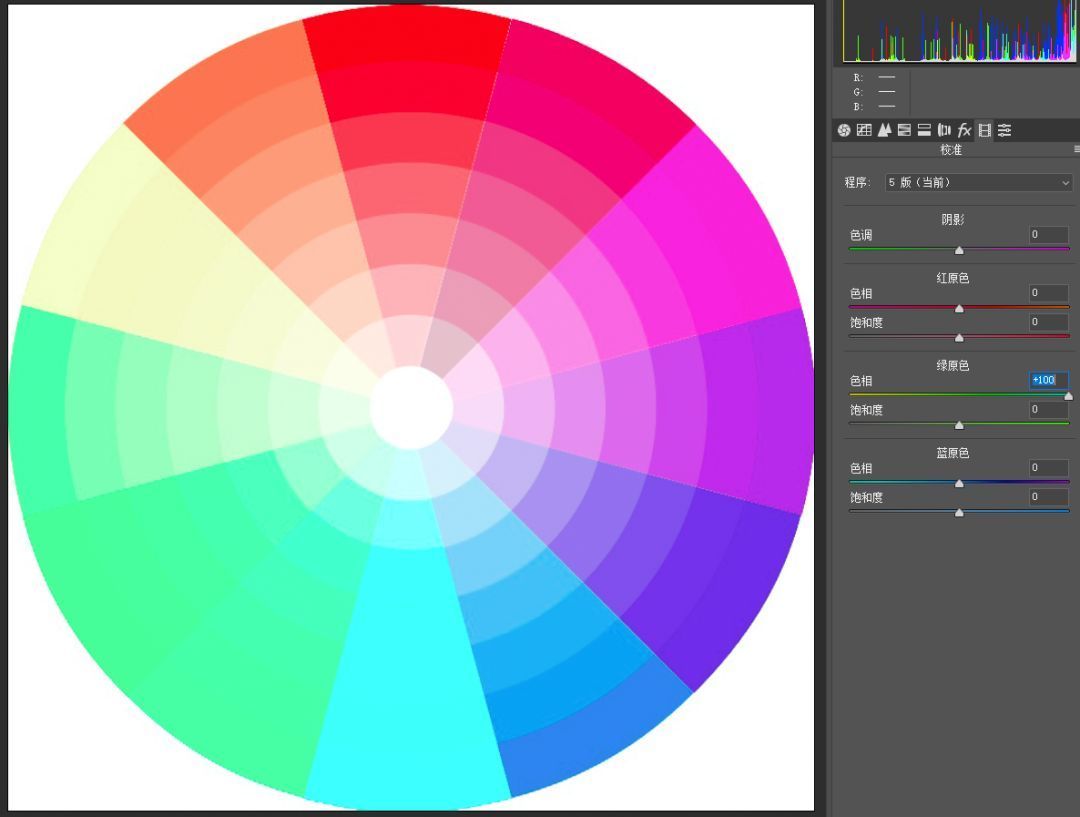 R: —
G: —
B: —
fx
校准
程序: 5 版（当前）
阴影
色调 0
红原色
色相 0
饱和度 0
绿原色
色相 +100
饱和度 0
蓝原色
色相 0
饱和度 0